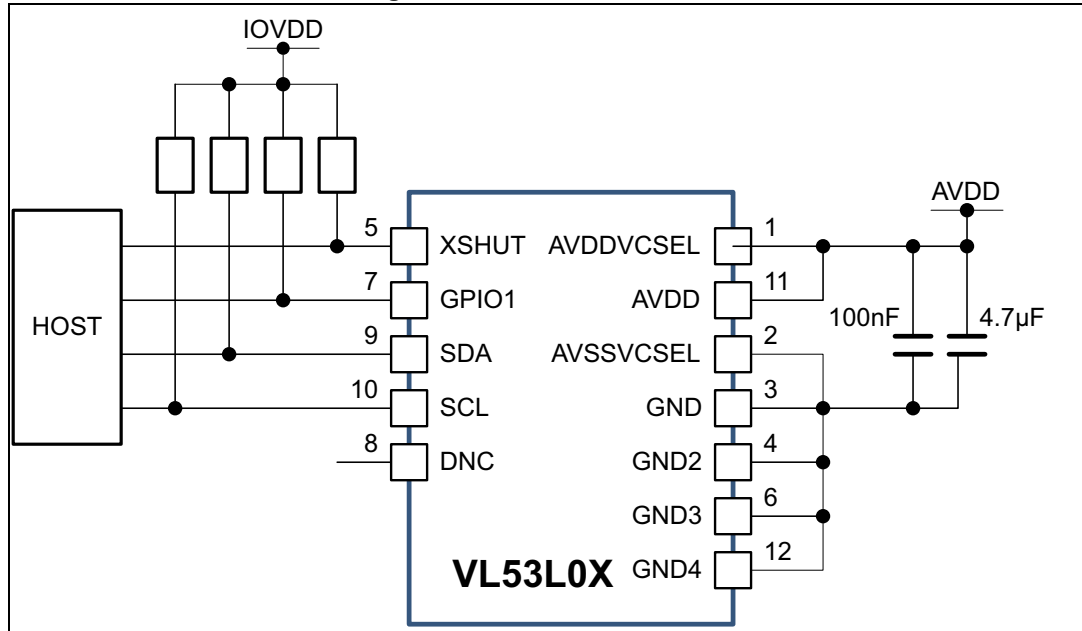 IOVDD
AVDD
HOST
5 XSHUT AVDDVCSEL 1
7 GPIO1 AVDD 11
100nF 4.7µF
9 SDA AVSSVCSEL 2
10 SCL GND 3
8 DNC GND2 4
GND3 6
VL53L0X GND4 12